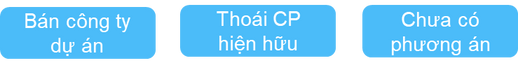 Bán công ty
dự án
Thoái CP
hiện hữu
Chưa có
phương án